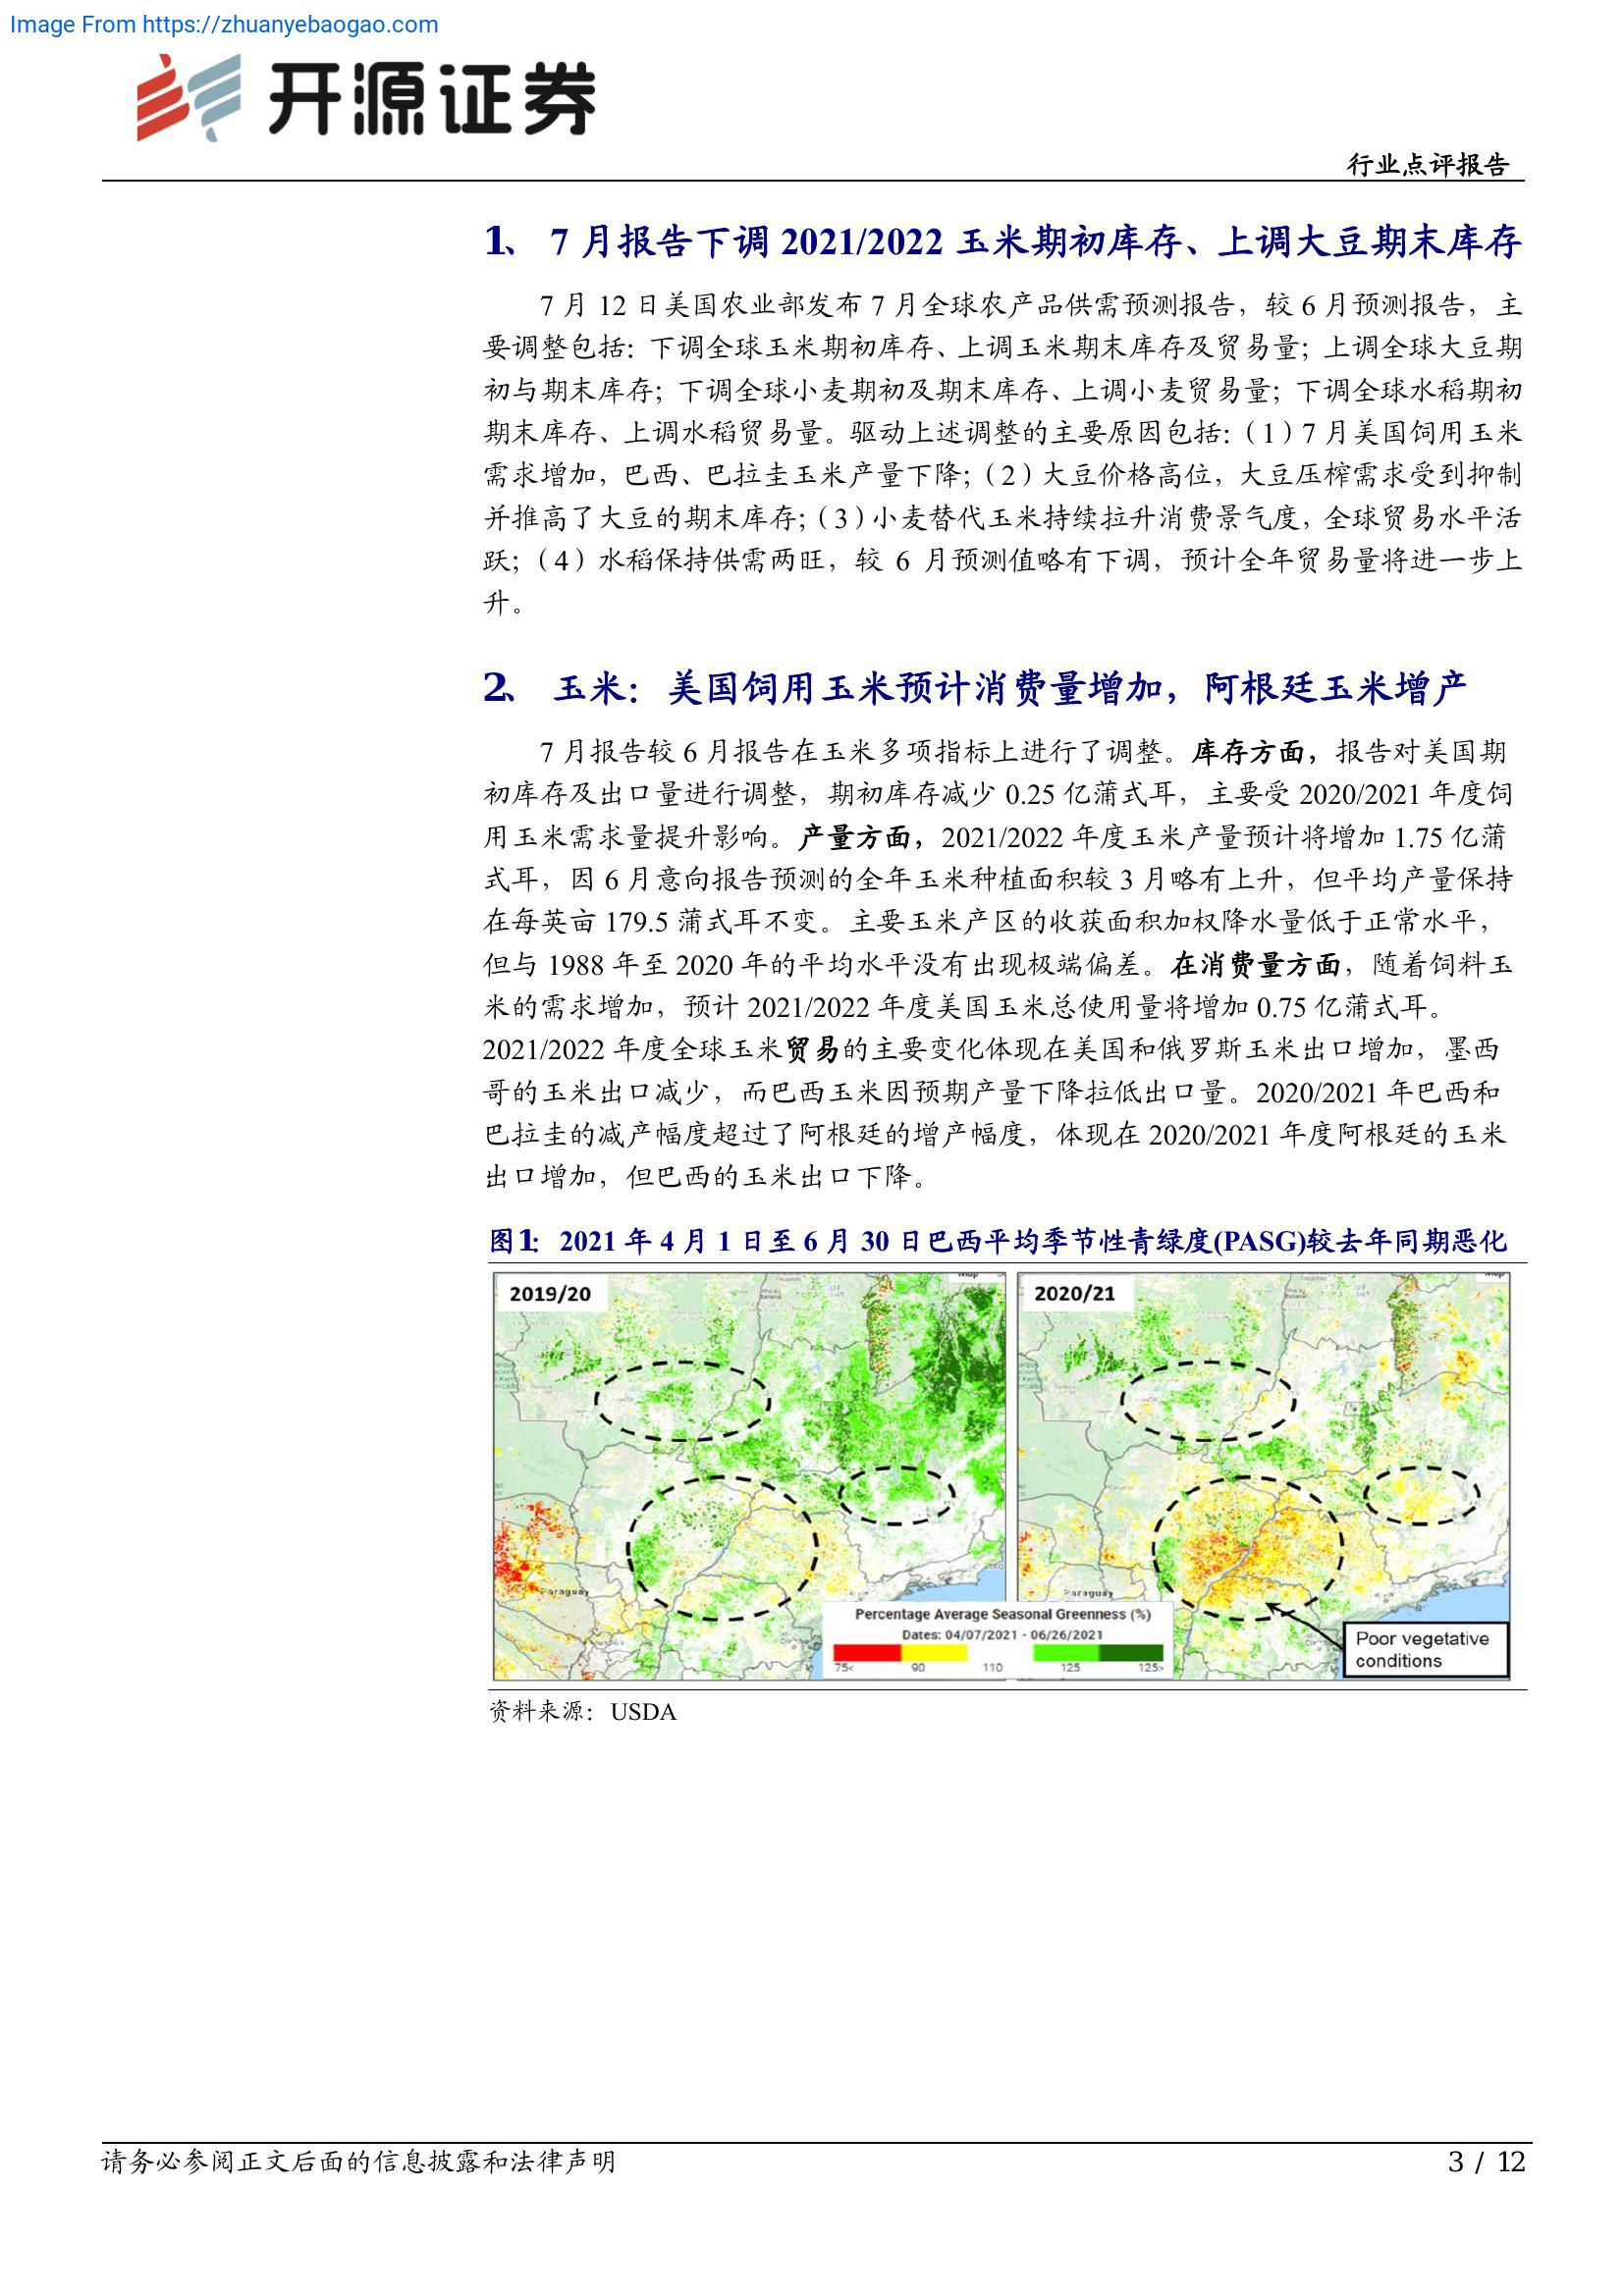 Image From https://zhuanyebaogao.com
开源证券
行业点评报告
1、 7 月报告下调 2021/2022 玉米期初库存、上调大豆期末库存
7 月 12 日美国农业部发布 7 月全球农产品供需预测报告，较 6 月预测报告，主
要调整包括：下调全球玉米期初库存、上调玉米期末库存及贸易量；上调全球大豆期
初与期末库存；下调全球小麦期初及期末库存、上调小麦贸易量；下调全球水稻期初
期末库存、上调水稻贸易量。驱动上述调整的主要原因包括：（1）7 月美国饲用玉米
需求增加，巴西、巴拉圭玉米产量下降；（2）大豆价格高位，大豆压榨需求受到抑制
并推高了大豆的期末库存；（3）小麦替代玉米持续拉升消费景气度，全球贸易水平活
跃；（4）水稻保持供需两旺，较 6 月预测值略有下调，预计全年贸易量将进一步上
升。
2、 玉米：美国饲用玉米预计消费量增加，阿根廷玉米增产
7 月报告较 6 月报告在玉米多项指标上进行了调整。库存方面，报告对美国期
初库存及出口量进行调整，期初库存减少 0.25 亿蒲式耳，主要受 2020/2021 年度饲
用玉米需求量提升影响。产量方面，2021/2022 年度玉米产量预计将增加 1.75 亿蒲
式耳，因 6 月意向报告预测的全年玉米种植面积较 3 月略有上升，但平均产量保持
在每英亩 179.5 蒲式耳不变。主要玉米产区的收获面积加权降水量低于正常水平，
但与 1988 年至 2020 年的平均水平没有出现极端偏差。在消费量方面，随着饲料玉
米的需求增加，预计 2021/2022 年度美国玉米总使用量将增加 0.75 亿蒲式耳。
2021/2022 年度全球玉米贸易的主要变化体现在美国和俄罗斯玉米出口增加，墨西
哥的玉米出口减少，而巴西玉米因预期产量下降拉低出口量。2020/2021 年巴西和
巴拉圭的减产幅度超过了阿根廷的增产幅度，体现在 2020/2021 年度阿根廷的玉米
出口增加，但巴西的玉米出口下降。
图1：2021 年 4 月 1 日至 6 月 30 日巴西平均季节性青绿度(PASG)较去年同期恶化
2019/20
2020/21
Paraguay
Paraguay
Percentage Average Seasonal Greenness (%)
Dates: 04/07/2021 - 06/26/2021
75< 90 110 125 125>
Poor vegetative
conditions
资料来源：USDA
请务必参阅正文后面的信息披露和法律声明
3 / 12